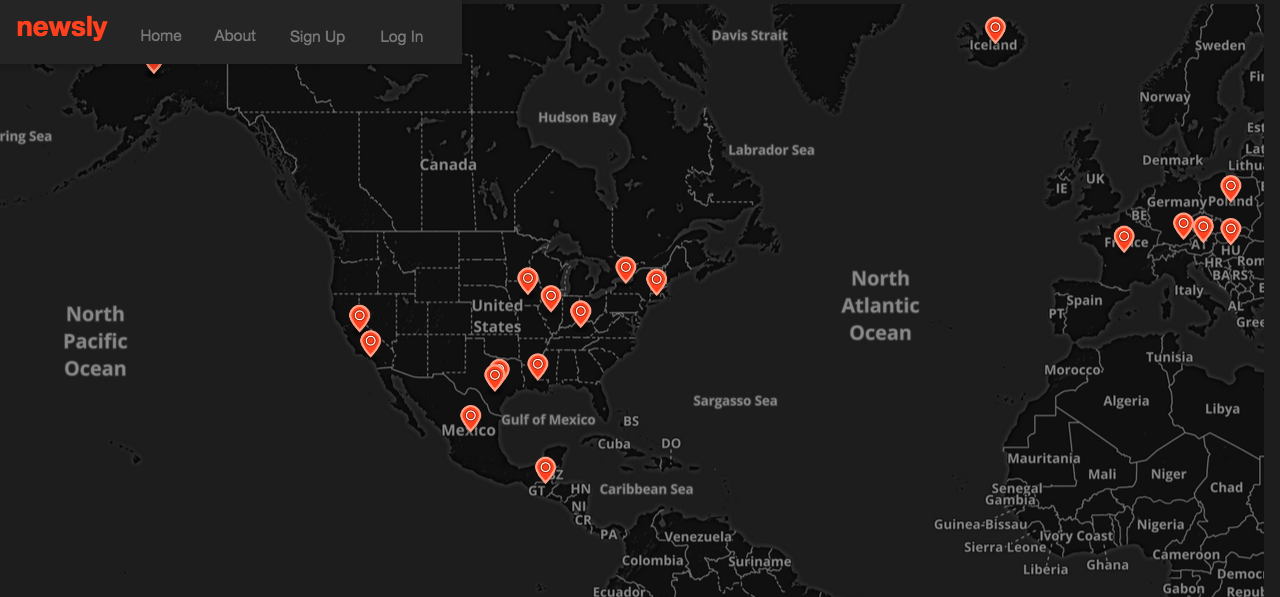 newsly
Home
About
Sign Up
Log In
Davis Strait
Iceland
Sweden
Norway
Hudson Bay
ring Sea
Labrador Sea
Canada
Denmark
UK
IE
Germany
Poland
BE
France
AT
HU
HR
BA
RS
Italy
AL
Spain
PT
North
Pacific
Ocean
United
States
North
Atlantic
Ocean
Tunisia
Morocco
Algeria
Libya
Sargasso Sea
Gulf of Mexico
BS
Mexico
Cuba
DO
BZ
GT
HN
Caribbean Sea
NI
CR
PA
Venezuela
Colombia
Suriname
Ecuador
Mauritania
Mali
Niger
Chad
Senegal
Gambia
Guinea-Bissau
Nigeria
Ivory Coast
Sierra Leone
Liberia
Ghana
Cameroon
Gabon
Democ
Repub
Fin
Est
Lat
Lithu
Rom
Gree